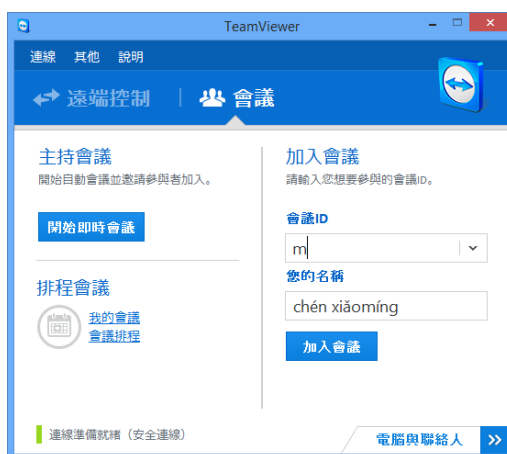 TeamViewer
連線 其他 說明
遠端控制 會議
主持會議
開始自動會議並邀請參與者加入。
開始即時會議
排程會議
我的會議
會議排程
加入會議
請輸入您想要參與的會議ID。
會議ID
m
您的名稱
chén xiǎomíng
加入會議
連線準備就緒（安全連線）
電腦與聯絡人